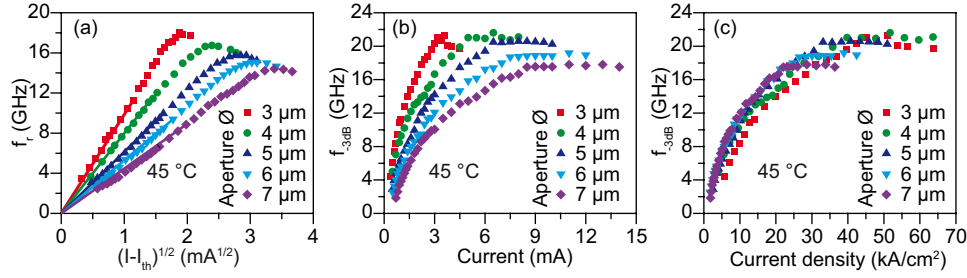 (a)
20
16
12
8
4
0
f_r (GHz)
0
1
2
3
4
(I-I_th)^1/2 (mA^1/2)
Aperture Ø
3 µm
4 µm
5 µm
6 µm
7 µm
45 °C
(b)
24
20
16
12
8
4
0
f_-3dB (GHz)
0
3
6
9
12
15
Current (mA)
Aperture Ø
3 µm
4 µm
5 µm
6 µm
7 µm
45 °C
(c)
24
20
16
12
8
4
0
f_-3dB (GHz)
0
10
20
30
40
50
60
70
Current density (kA/cm²)
Aperture Ø
3 µm
4 µm
5 µm
6 µm
7 µm
45 °C